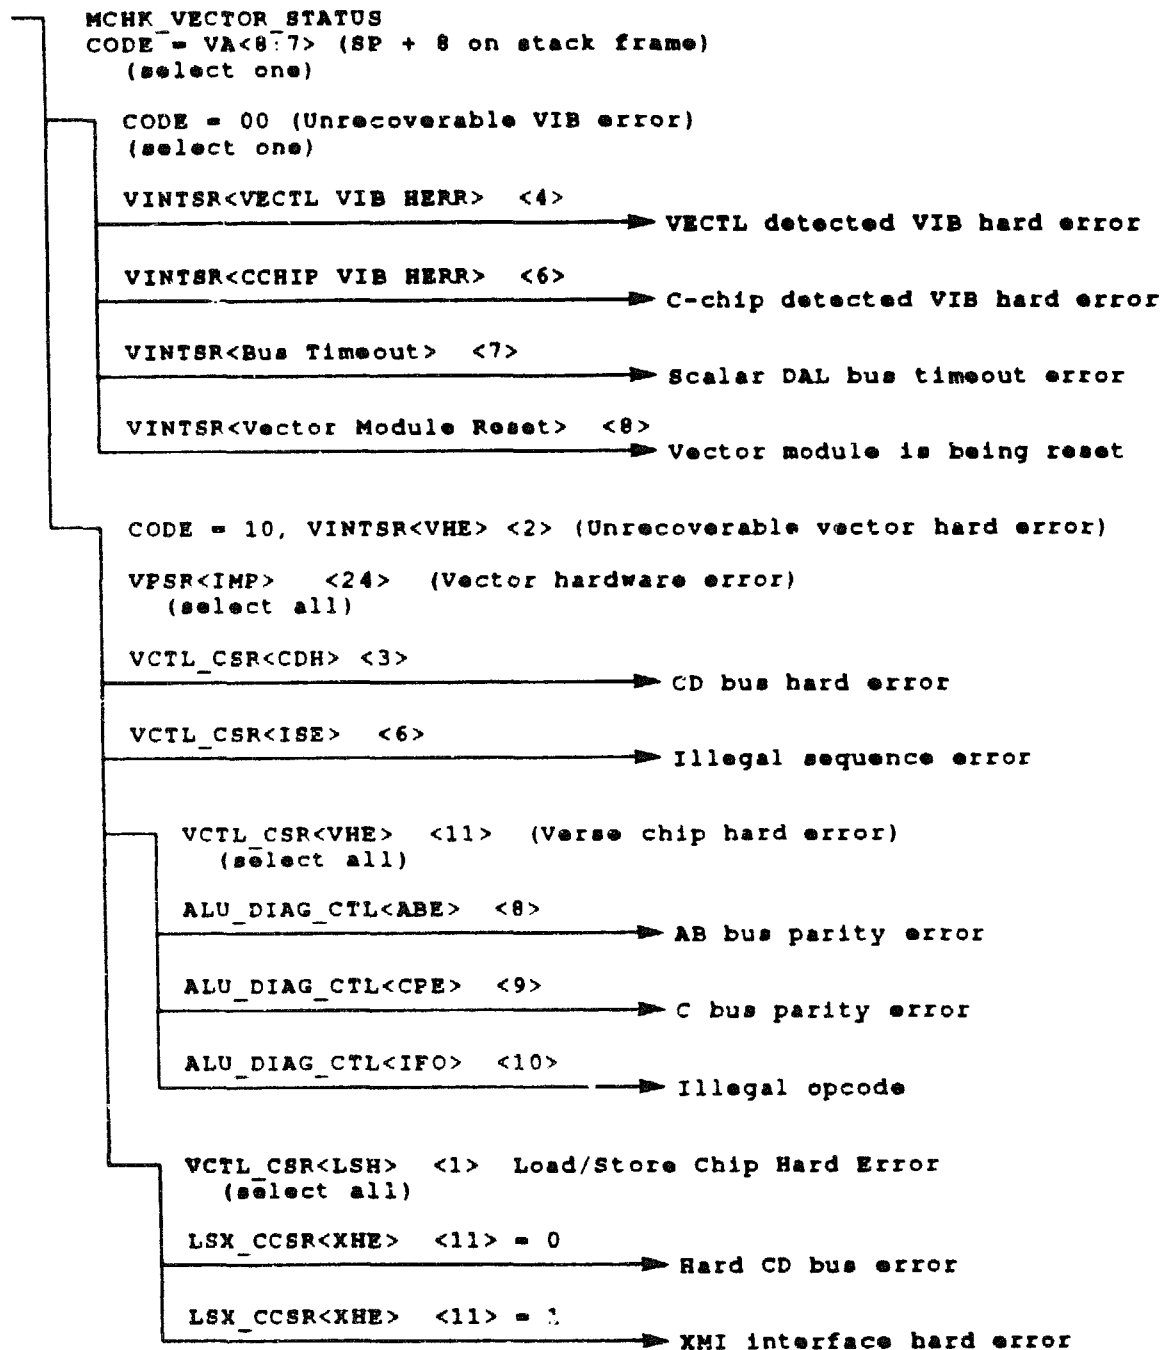 MCHK_VECTOR_STATUS
CODE = VA<8:7> (SP + 8 on stack frame)
(select one)
CODE = 00 (Unrecoverable VIB error)
(select one)
VINTSR<VECTL VIB HERR> <4>
VECTL detected VIB hard error
VINTSR<CCHIP VIB HERR> <6>
C-chip detected VIB hard error
VINTSR<Bus Timeout> <7>
Scalar DAL bus timeout error
VINTSR<Vector Module Reset> <8>
Vector module is being reset
CODE = 10, VINTSR<VHE> <2> (Unrecoverable vector hard error)
VPSR<IMP> <24> (Vector hardware error)
(select all)
VCTL_CSR<CDH> <3>
CD bus hard error
VCTL_CSR<ISE> <6>
Illegal sequence error
VCTL_CSR<VHE> <11> (Verse chip hard error)
(select all)
ALU_DIAG_CTL<ABE> <8>
AB bus parity error
ALU_DIAG_CTL<CPE> <9>
C bus parity error
ALU_DIAG_CTL<IFO> <10>
Illegal opcode
VCTL_CSR<LSH> <1> Load/Store Chip Hard Error
(select all)
LSX_CCSR<XHE> <11> = 0
Hard CD bus error
LSX_CCSR<XHE> <11> = 1
XMI interface hard error